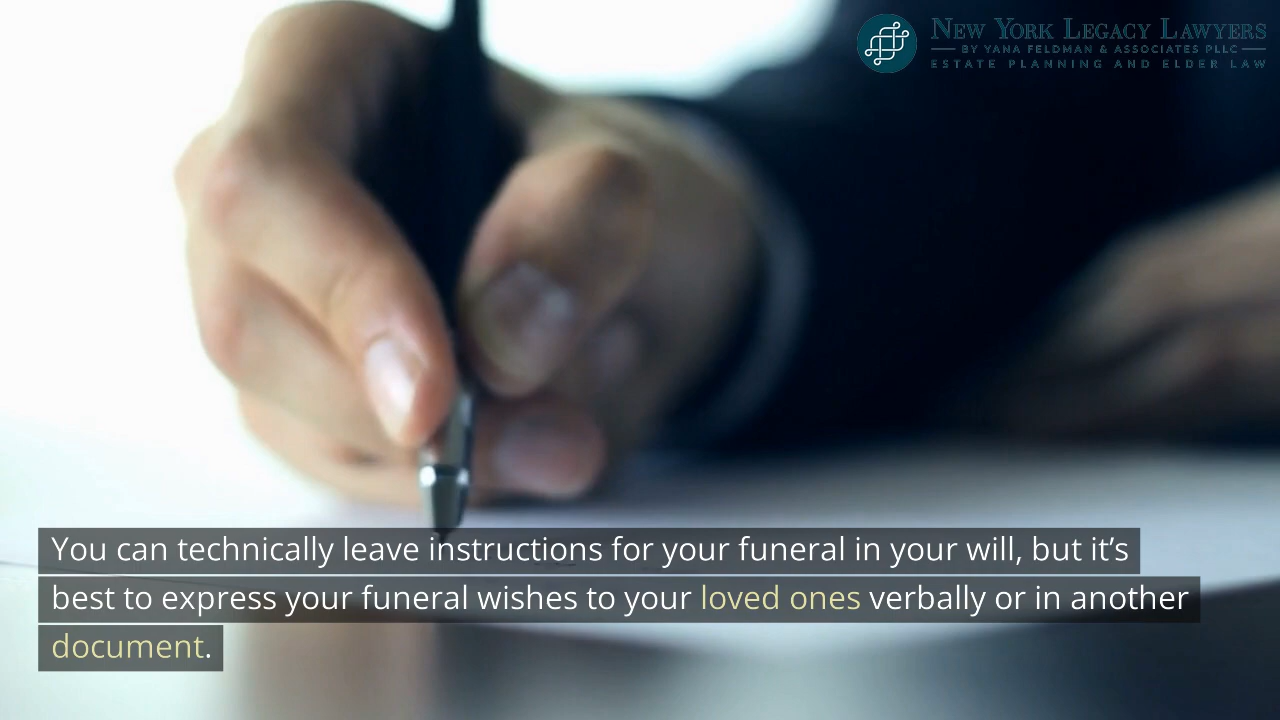 NEW YORK LEGACY LAWYERS
BY YANA FELDMAN & ASSOCIATES PLLC
ESTATE PLANNING AND ELDER LAW
You can technically leave instructions for your funeral in your will, but it’s
best to express your funeral wishes to your loved ones verbally or in another
document.